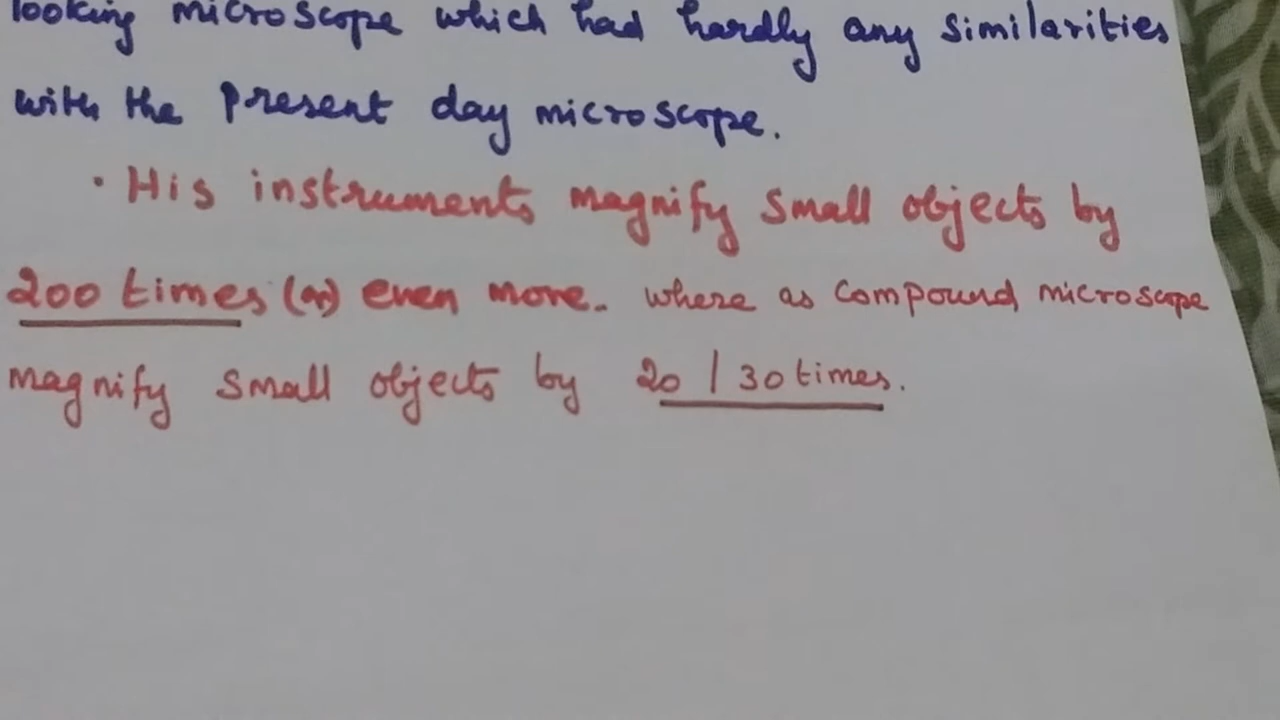 looking microscope which had hardly any similarities
with the present day microscope.
• His instruments magnify small objects by
200 times (or) even more. where as compound microscope
magnify small objects by 20 / 30 times.